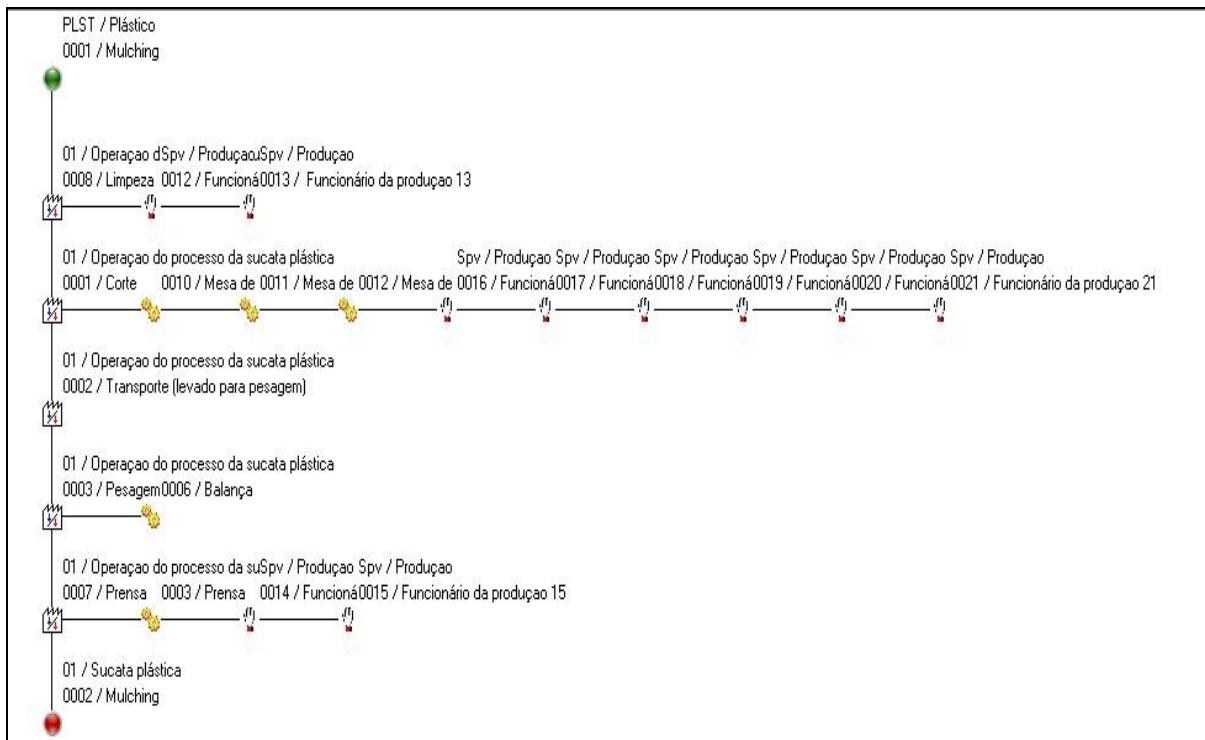 PLST / Plástico
0001 / Mulching
01 / Operaçao dSpv / Produçao Spv / Produçao
0008 / Limpeza 0012 / Funcioná0013 / Funcionário da produçao 13
01 / Operaçao do processo da sucata plástica Spv / Produçao Spv / Produçao Spv / Produçao Spv / Produçao Spv / Produçao Spv / Produçao
0001 / Corte 0010 / Mesa de 0011 / Mesa de 0012 / Mesa de 0016 / Funcioná0017 / Funcioná0018 / Funcioná0019 / Funcioná0020 / Funcioná0021 / Funcionário da produçao 21
01 / Operaçao do processo da sucata plástica
0002 / Transporte (levado para pesagem)
01 / Operaçao do processo da sucata plástica
0003 / Pesagem0006 / Balança
01 / Operaçao do processo da suSpv / Produçao Spv / Produçao
0007 / Prensa 0003 / Prensa 0014 / Funcioná0015 / Funcionário da produçao 15
01 / Sucata plástica
0002 / Mulching